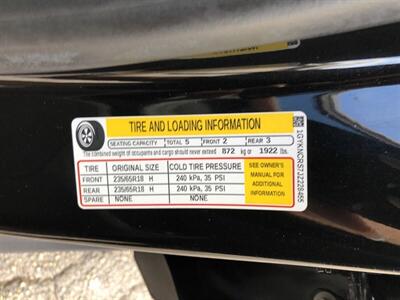 TIRE AND LOADING INFORMATION
SEATING CAPACITY TOTAL 5 FRONT 2 REAR 3
The combined weight of occupants and cargo should never exceed 872 kg or 1922 lbs.
TIRE ORIGINAL SIZE COLD TIRE PRESSURE
FRONT 235/65R18 H 240 kPa, 35 PSI
REAR 235/65R18 H 240 kPa, 35 PSI
SPARE NONE NONE
SEE OWNER'S
MANUAL FOR
ADDITIONAL
INFORMATION
1GYKNCRS7JZ228465